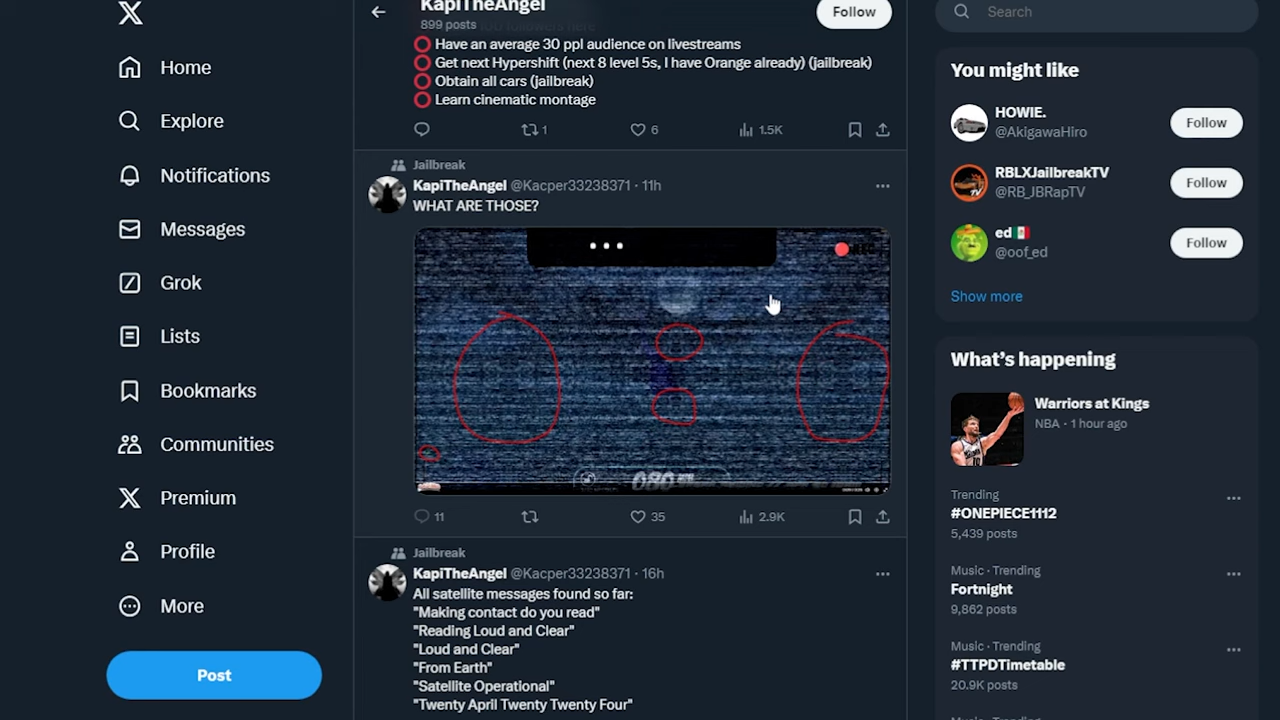 KapiTheAngel
899 posts
Follow
Have an average 30 ppl audience on livestreams
Get next Hypershift (next 8 level 5s, I have Orange already) (jailbreak)
Obtain all cars (jailbreak)
Learn cinematic montage
1
6
1.5K
Jailbreak
KapiTheAngel @Kacper33238371 · 11h
WHAT ARE THOSE?
080
11
35
2.9K
Jailbreak
KapiTheAngel @Kacper33238371 · 16h
All satellite messages found so far:
"Making contact do you read"
"Reading Loud and Clear"
"Loud and Clear"
"From Earth"
"Satellite Operational"
"Twenty April Twenty Twenty Four"
Home
Explore
Notifications
Messages
Grok
Lists
Bookmarks
Communities
Premium
Profile
More
Post
Search
You might like
HOWIE.
@AkigawaHiro
Follow
RBLXJailbreakTV
@RB_JBRapTV
Follow
ed
@oof_ed
Follow
Show more
What's happening
Warriors at Kings
NBA · 1 hour ago
Trending
#ONEPIECE1112
5,439 posts
Music · Trending
Fortnight
9,862 posts
Music · Trending
#TTPDTimetable
20.9K posts